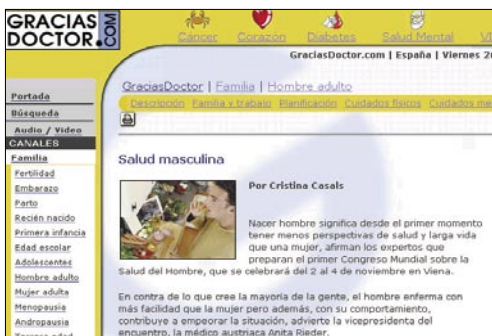 GRACIAS
DOCTOR.COM
Cáncer Corazón Diabetes Salud Mental
GraciasDoctor.com | España | Viernes 2
GraciasDoctor | Familia | Hombre adulto
Descripción Familia y trabajo Planificación Cuidados físicos Cuidados me
Portada
Búsqueda
Audio / Video
CANALES
Familia
Fertilidad
Embarazo
Parto
Recién nacido
Primera infancia
Edad escolar
Adolescentes
Hombre adulto
Mujer adulta
Menopausia
Andropausia
Tercera edad
Salud masculina
Por Cristina Casals
Nacer hombre significa desde el primer momento
tener menos perspectivas de salud y larga vida
que una mujer, afirman los expertos que
preparan el primer Congreso Mundial sobre la
Salud del Hombre, que se celebrará del 2 al 4 de noviembre en Viena.
En contra de lo que cree la mayoría de la gente, el hombre enferma con
más facilidad que la mujer pero además, con su comportamiento,
contribuye a empeorar la situación, advierte la vicepresidenta del
encuentro, la médico austriaca Anita Rieder.